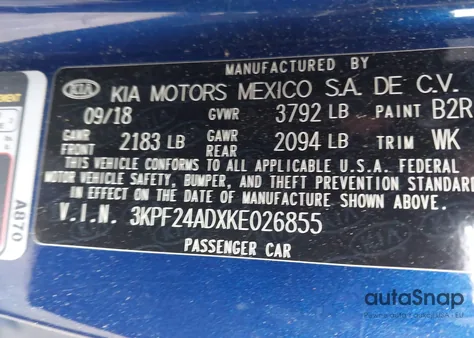 MANUFACTURED BY
KIA KIA MOTORS MEXICO S.A. DE C.V.
09/18 GVWR 3792 LB PAINT B2R
GAWR FRONT 2183 LB GAWR REAR 2094 LB TRIM WK
THIS VEHICLE CONFORMS TO ALL APPLICABLE U.S.A. FEDERAL
MOTOR VEHICLE SAFETY, BUMPER, AND THEFT PREVENTION STANDARD
IN EFFECT ON THE DATE OF MANUFACTURE SHOWN ABOVE.
V.I.N. 3KPF24ADXKE026855
PASSENGER CAR
A870
autoSnap